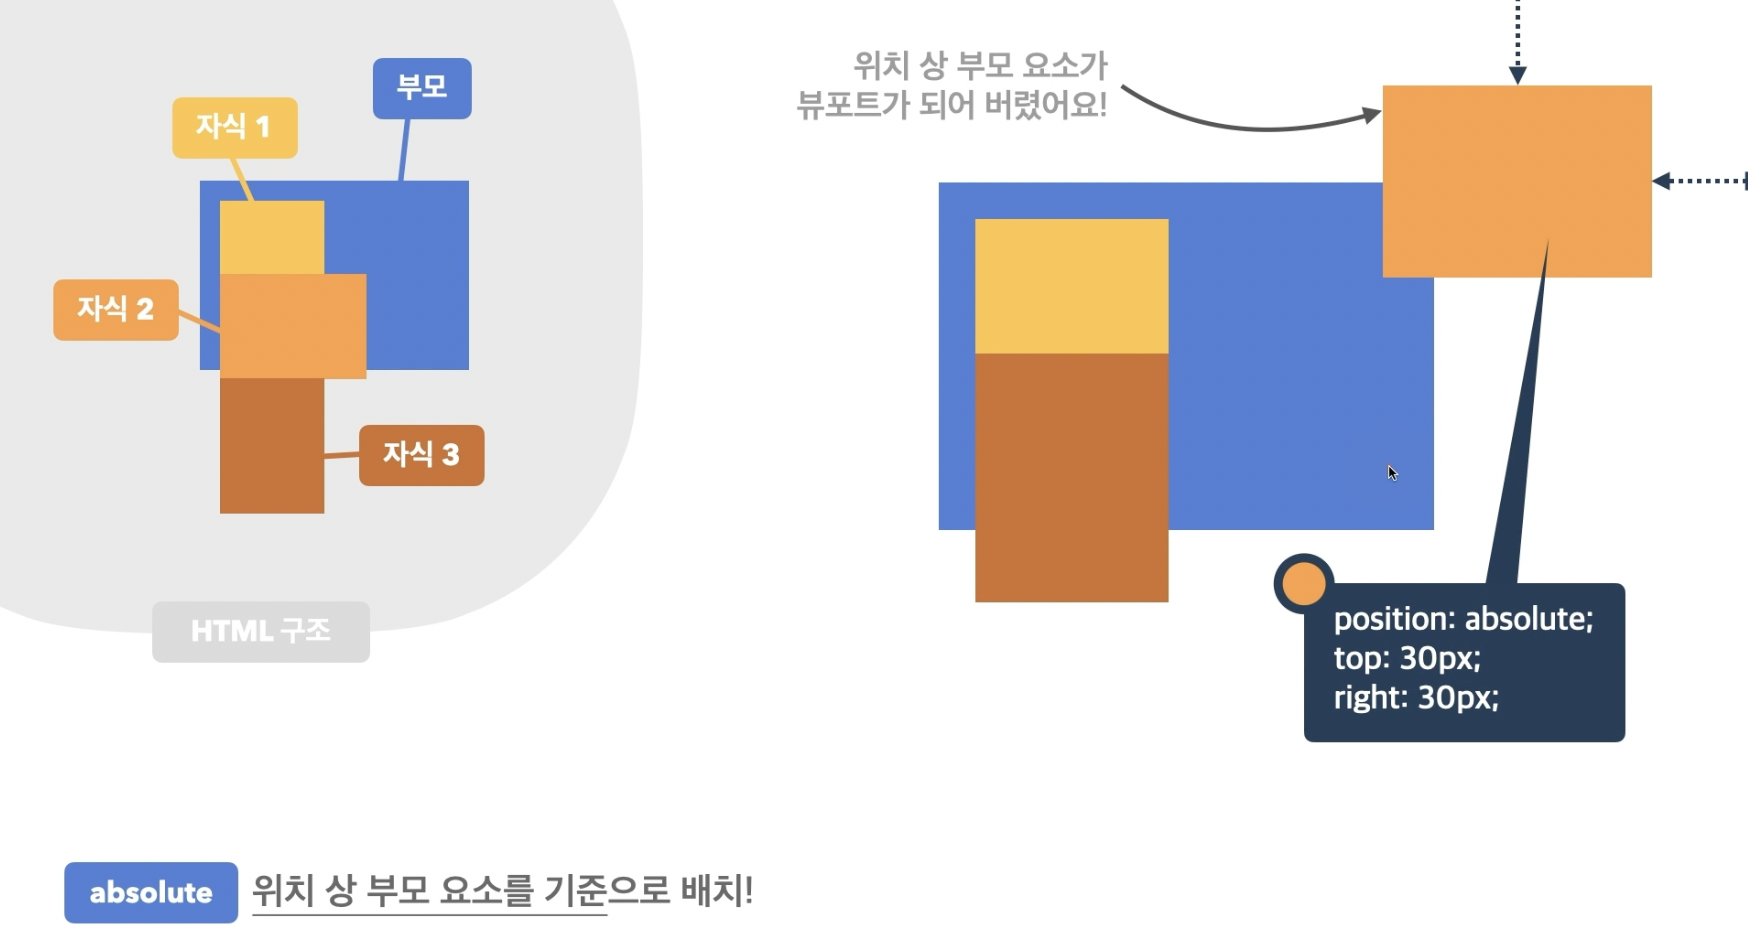 부모
자식 1
자식 2
자식 3
HTML 구조
위치 상 부모 요소가
뷰포트가 되어 버렸어요!
position: absolute;
top: 30px;
right: 30px;
absolute 위치 상 부모 요소를 기준으로 배치!